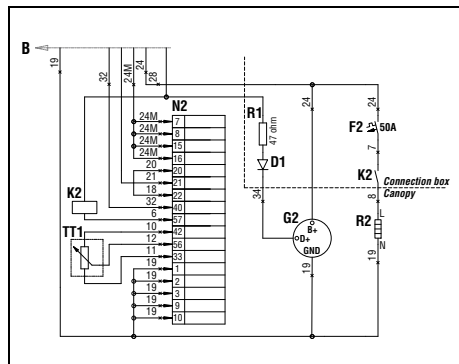 B
19
32
24M
24
28
N2
24M 7
24M 8
24M 15
24M 16
20 20
21 21
18 22
32 40
6 57
10 42
12 56
11 33
19 1
19 2
19 3
19 9
19 10
K2
TT1
R1
47 ohm
D1
34
24
G2
B+
D+
GND
19
24
F2 50A
7
K2
Connection box
Canopy
8
L
R2
N
19